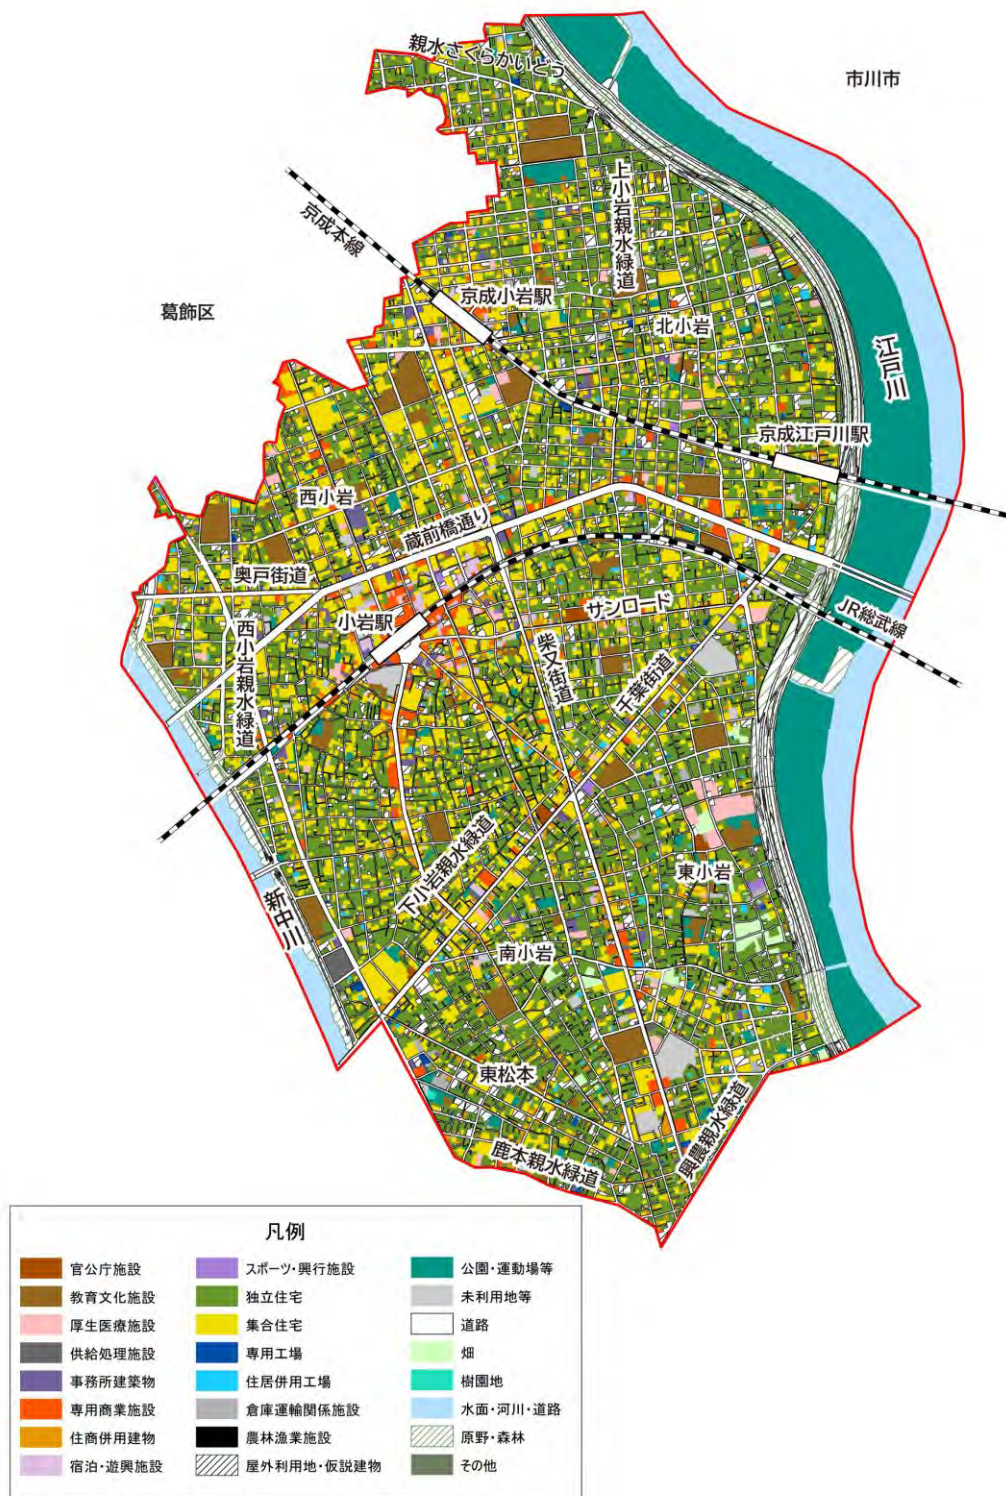 親水さくらかいどう
市川市
上小岩親水緑道
京成本線
京成小岩駅
葛飾区
北小岩
江戸川
京成江戸川駅
西小岩
蔵前橋通り
奥戸街道
小岩駅
サンロード
JR総武線
西小岩親水緑道
柴又街道
千葉街道
下小岩親水緑道
東小岩
新中川
南小岩
東松本
興農親水緑道
鹿本親水緑道
凡例
官公庁施設
教育文化施設
厚生医療施設
供給処理施設
事務所建築物
専用商業施設
住商併用建物
宿泊・遊興施設
スポーツ・興行施設
独立住宅
集合住宅
専用工場
住居併用工場
倉庫運輸関係施設
農林漁業施設
屋外利用地・仮説建物
公園・運動場等
未利用地等
道路
畑
樹園地
水面・河川・道路
原野・森林
その他